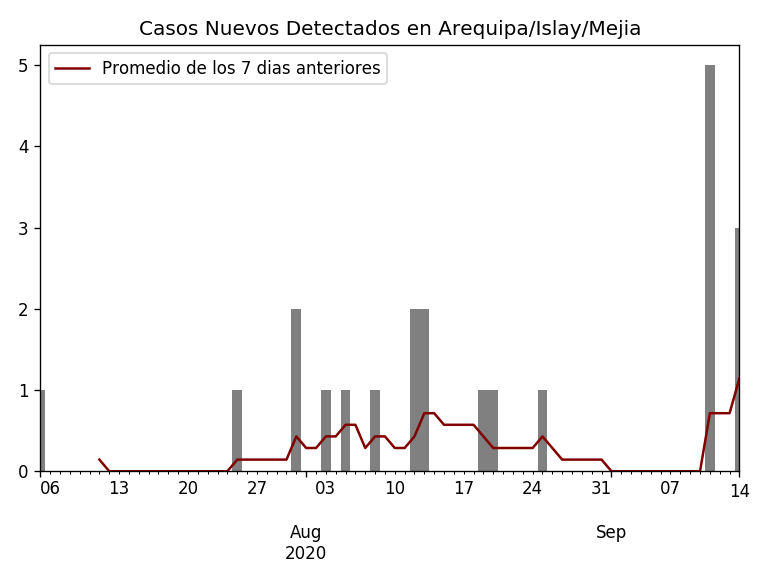 Casos Nuevos Detectados en Arequipa/Islay/Mejia
Promedio de los 7 dias anteriores
5
4
3
2
1
0
06 13 20 27 03 10 17 24 31 07 14
Aug Sep
2020